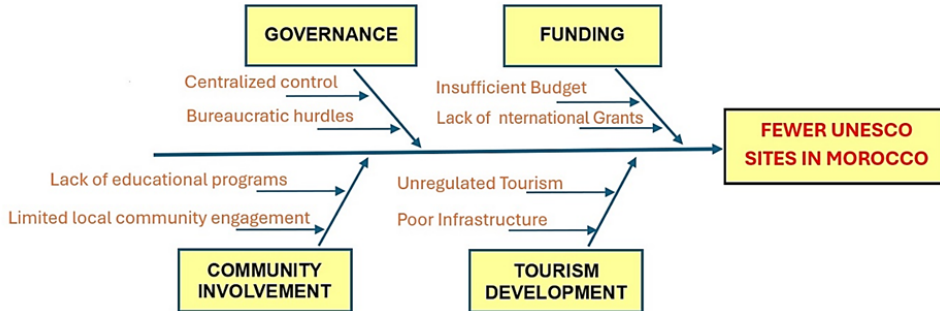 GOVERNANCE
FUNDING
Centralized control
Bureaucratic hurdles
Insufficient Budget
Lack of nternational Grants
FEWER UNESCO
SITES IN MOROCCO
Lack of educational programs
Limited local community engagement
Unregulated Tourism
Poor Infrastructure
COMMUNITY
INVOLVEMENT
TOURISM
DEVELOPMENT